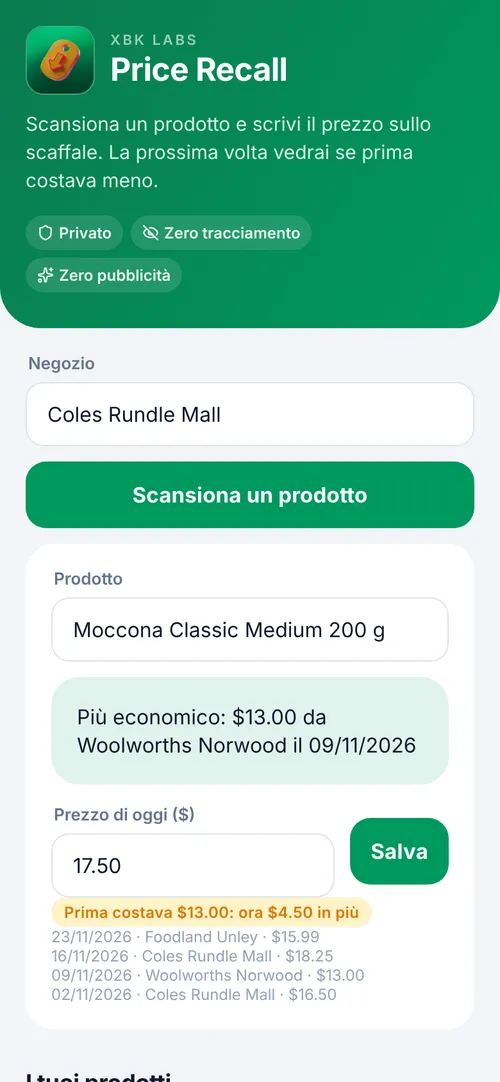 XBK LABS
Price Recall
Scansiona un prodotto e scrivi il prezzo sullo
scaffale. La prossima volta vedrai se prima
costava meno.
Privato
Zero tracciamento
Zero pubblicità
Negozio
Coles Rundle Mall
Scansiona un prodotto
Prodotto
Moccona Classic Medium 200 g
Più economico: $13.00 da
Woolworths Norwood il 09/11/2026
Prezzo di oggi ($)
17.50
Salva
Prima costava $13.00: ora $4.50 in più
23/11/2026 · Foodland Unley · $15.99
16/11/2026 · Coles Rundle Mall · $18.25
09/11/2026 · Woolworths Norwood · $13.00
02/11/2026 · Coles Rundle Mall · $16.50
I tuoi prodotti